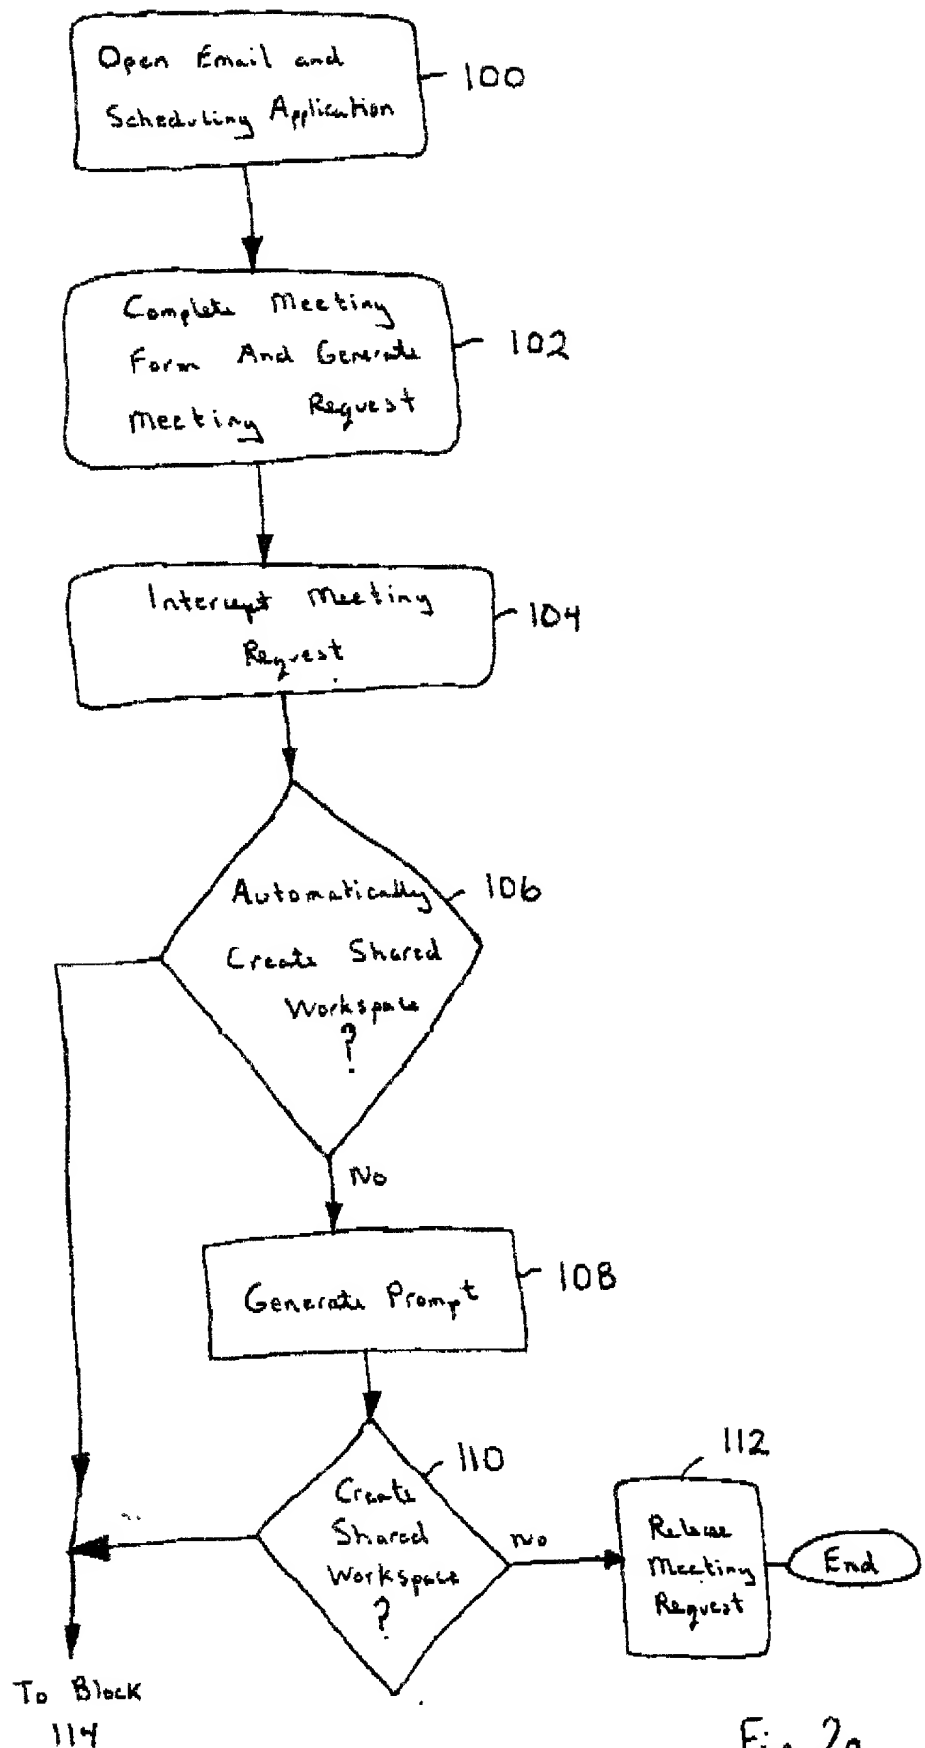 Open Email and
Scheduling Application
100
Complete Meeting
Form And Generate
Meeting Request
102
Intercept Meeting
Request
104
Automatically
Create Shared
Workspace
?
106
No
Generate Prompt
108
Create
Shared
Workspace
?
110
No
112
Release
Meeting
Request
End
To Block
114
Fig. 2a